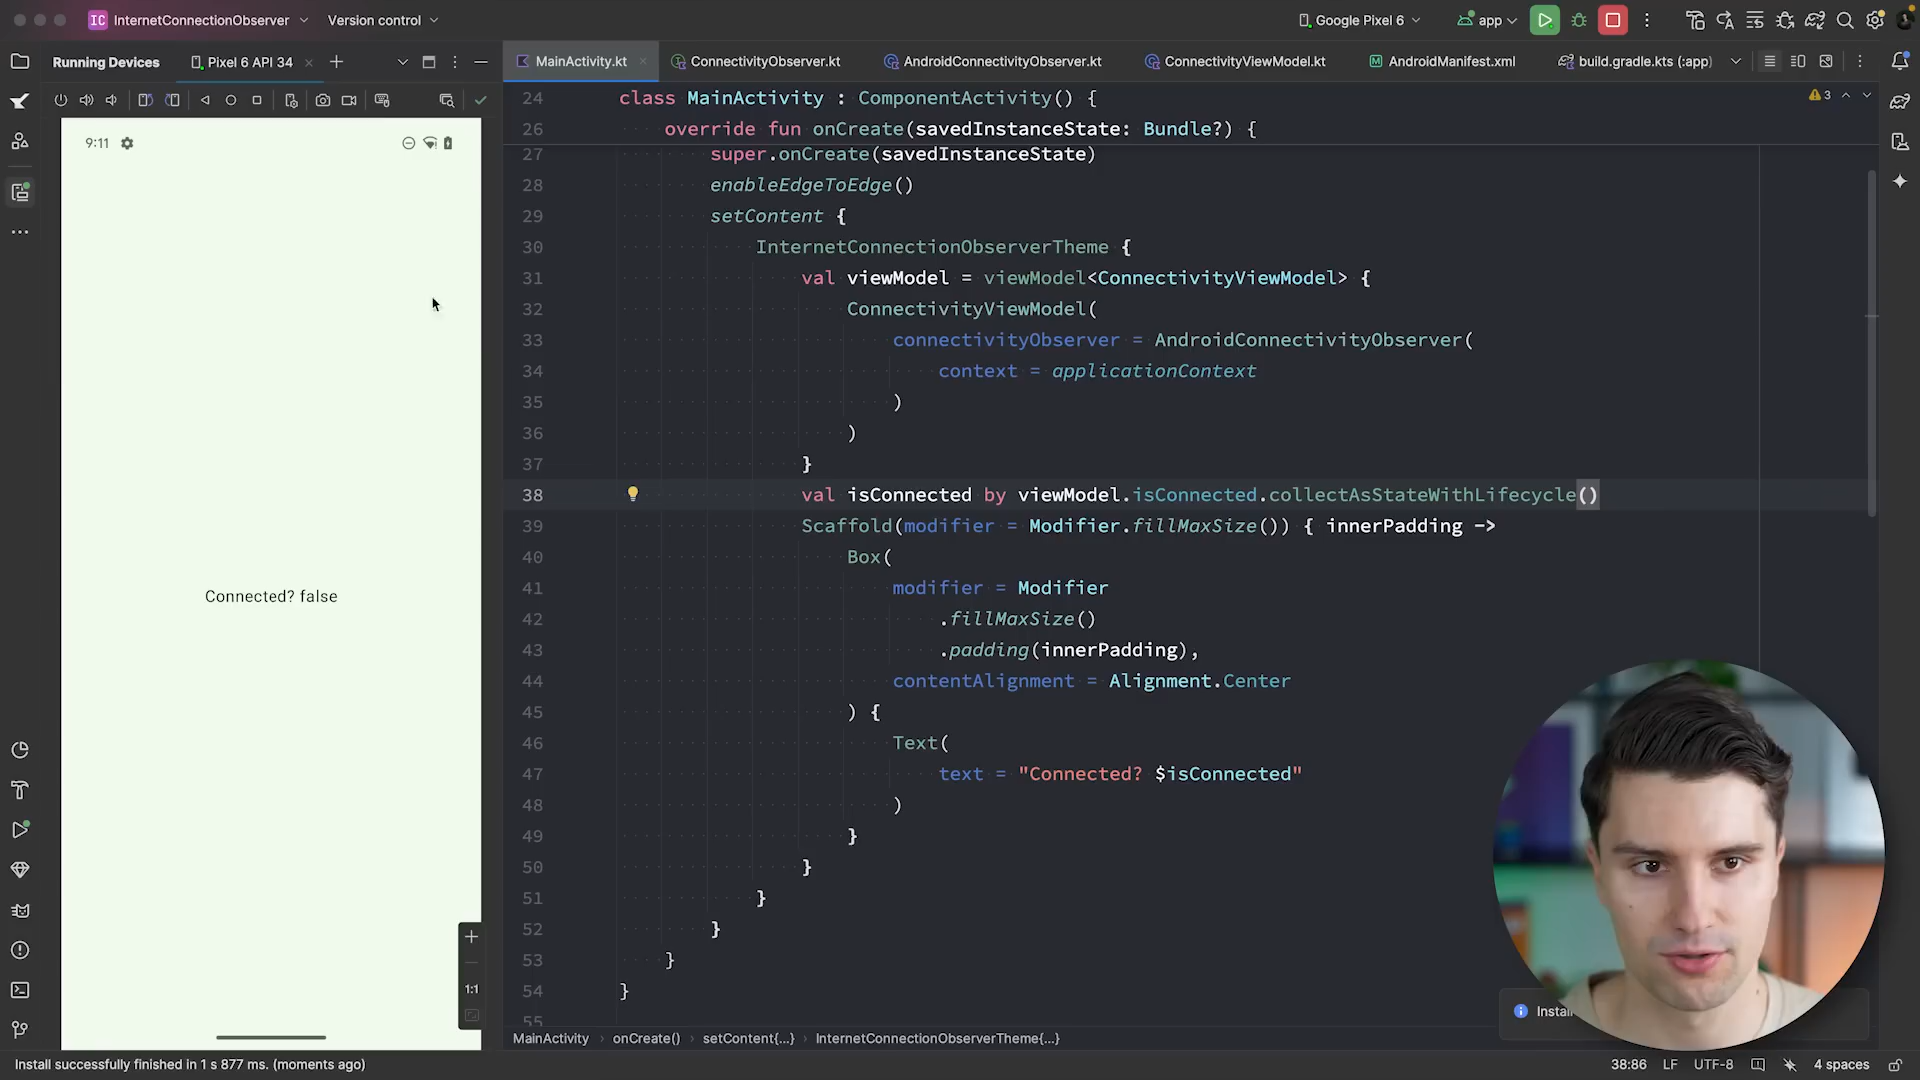 IC InternetConnectionObserver Version control Google Pixel 6 app
Running Devices Pixel 6 API 34 MainActivity.kt ConnectivityObserver.kt AndroidConnectivityObserver.kt ConnectivityViewModel.kt AndroidManifest.xml build.gradle.kts (:app)
9:11
Connected? false
1:1
3
24 class MainActivity : ComponentActivity() {
26 override fun onCreate(savedInstanceState: Bundle?) {
27 super.onCreate(savedInstanceState)
28 enableEdgeToEdge()
29 setContent {
30 InternetConnectionObserverTheme {
31 val viewModel = viewModel<ConnectivityViewModel> {
32 ConnectivityViewModel(
33 connectivityObserver = AndroidConnectivityObserver(
34 context = applicationContext
35 )
36 )
37 }
38 val isConnected by viewModel.isConnected.collectAsStateWithLifecycle()
39 Scaffold(modifier = Modifier.fillMaxSize()) { innerPadding ->
40 Box(
41 modifier = Modifier
42 .fillMaxSize()
43 .padding(innerPadding),
44 contentAlignment = Alignment.Center
45 ) {
46 Text(
47 text = "Connected? $isConnected"
48 )
49 }
50 }
51 }
52 }
53 }
54 }
55
Install
MainActivity › onCreate() › setContent{...} › InternetConnectionObserverTheme{...}
Install successfully finished in 1 s 877 ms. (moments ago) 38:86 LF UTF-8 4 spaces